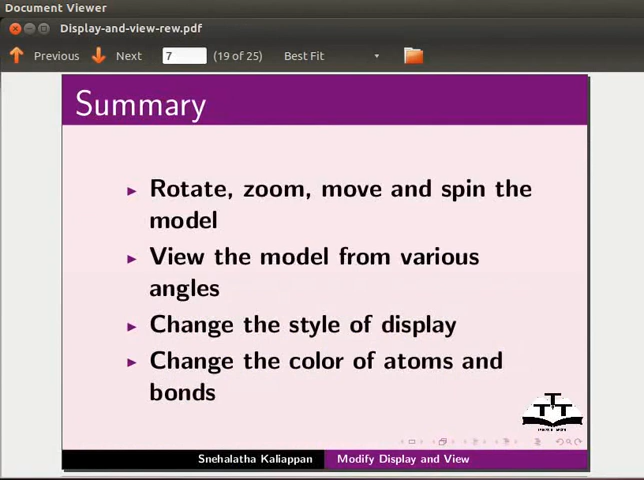 Document Viewer
Display-and-view-rew.pdf
Previous Next 7 (19 of 25) Best Fit
Summary
Rotate, zoom, move and spin the
model
View the model from various
angles
Change the style of display
Change the color of atoms and
bonds
Snehalatha Kaliappan Modify Display and View